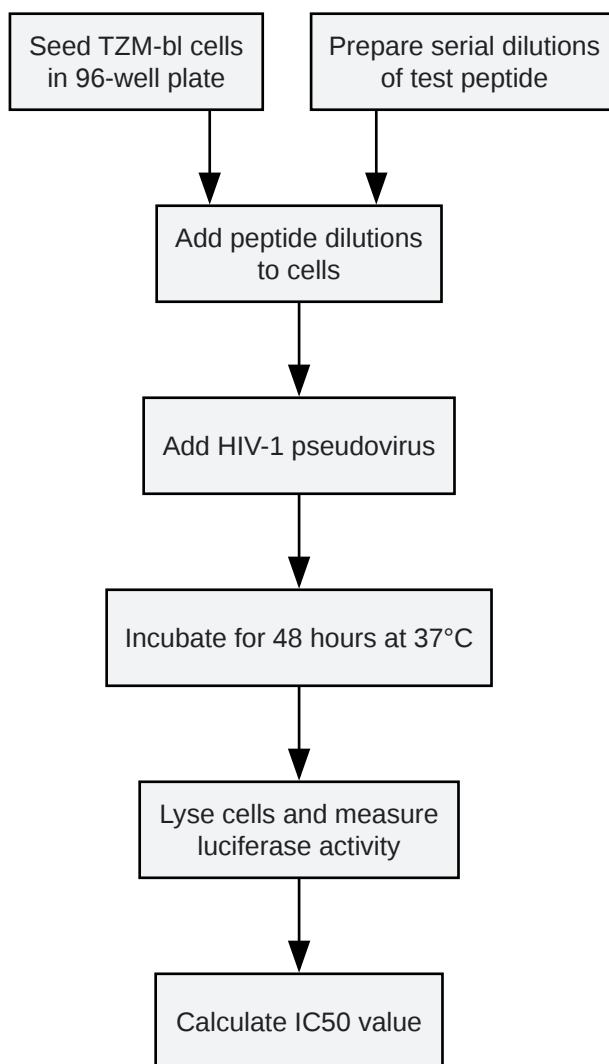 Seed TZM-bl cells
in 96-well plate
Prepare serial dilutions
of test peptide
Add peptide dilutions
to cells
Add HIV-1 pseudovirus
Incubate for 48 hours at 37°C
Lyse cells and measure
luciferase activity
Calculate IC50 value